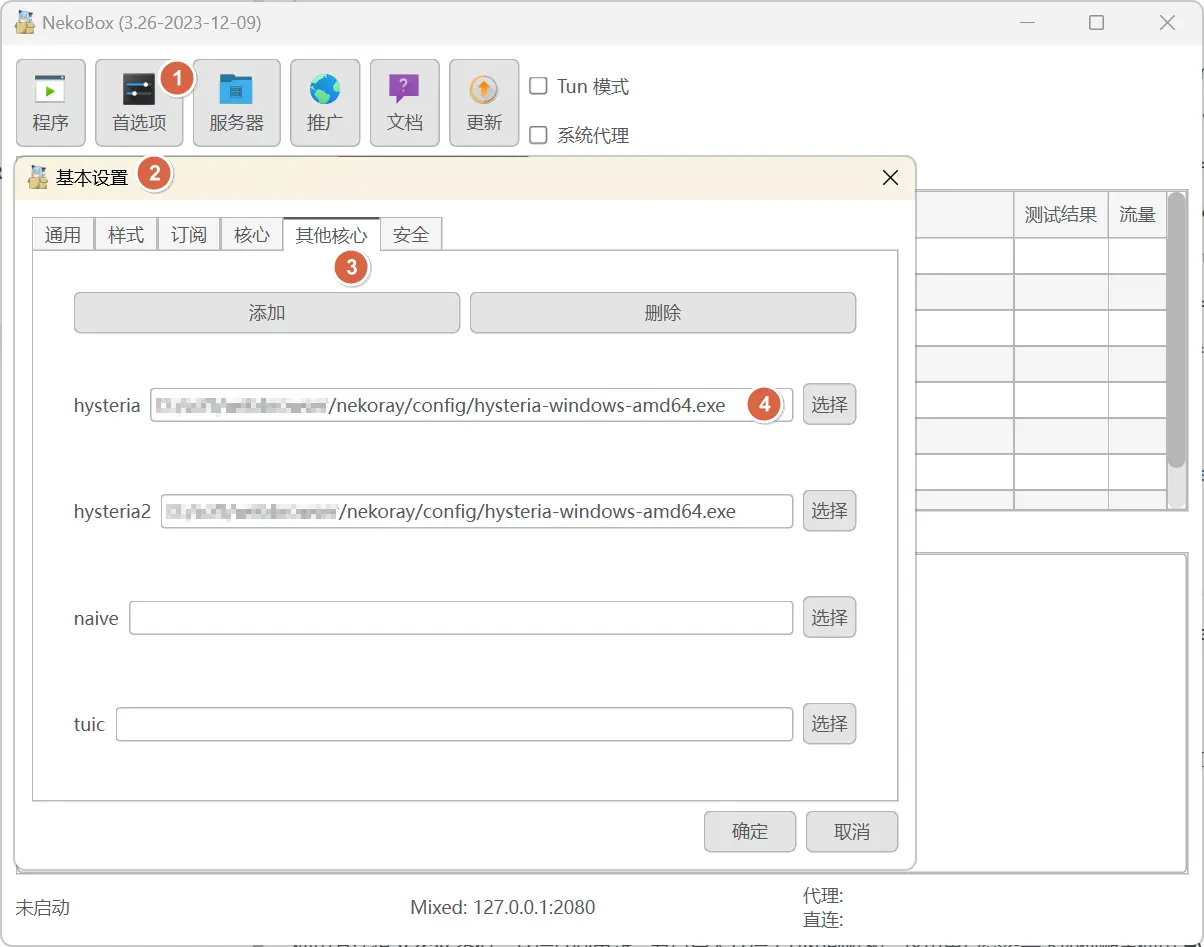 NekoBox (3.26-2023-12-09)
程序
首选项
1
服务器
推广
文档
更新
Tun 模式
系统代理
基本设置
2
测试结果
流量
通用
样式
订阅
核心
其他核心
安全
3
添加
删除
hysteria
/nekoray/config/hysteria-windows-amd64.exe
4
选择
hysteria2
/nekoray/config/hysteria-windows-amd64.exe
选择
naive
选择
tuic
选择
确定
取消
未启动
Mixed: 127.0.0.1:2080
代理:
直连: